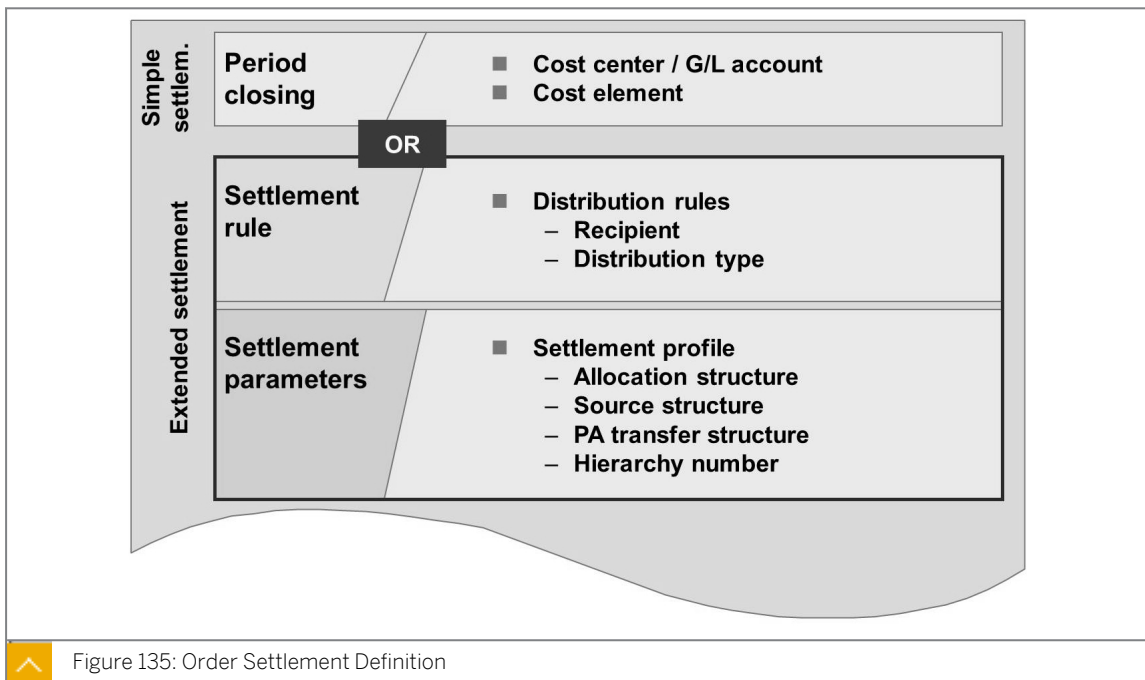 Simple
settlem.
Period
closing
■ Cost center / G/L account
■ Cost element
OR
Extended settlement
Settlement
rule
■ Distribution rules
– Recipient
– Distribution type
Settlement
parameters
■ Settlement profile
– Allocation structure
– Source structure
– PA transfer structure
– Hierarchy number
Figure 135: Order Settlement Definition